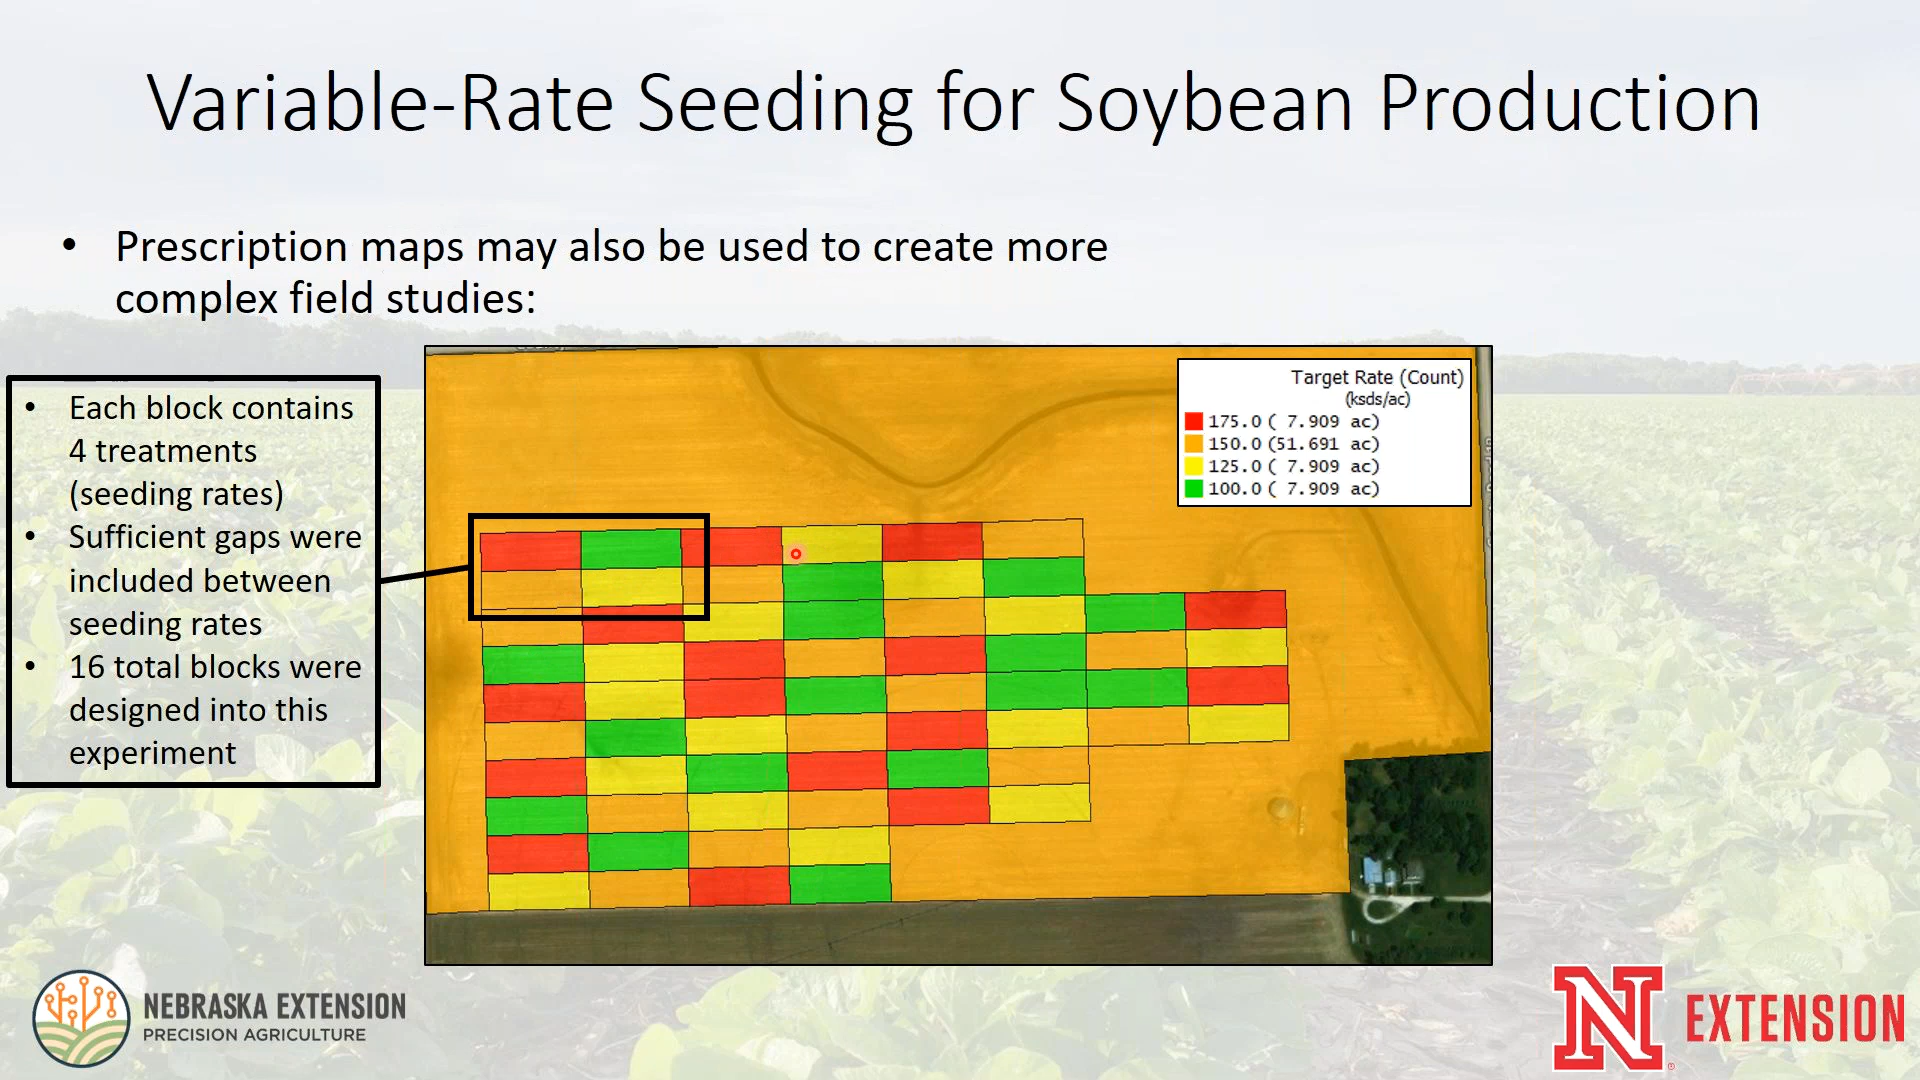 Variable-Rate Seeding for Soybean Production
• Prescription maps may also be used to create more
complex field studies:
• Each block contains
4 treatments
(seeding rates)
• Sufficient gaps were
included between
seeding rates
• 16 total blocks were
designed into this
experiment
Target Rate (Count)
(ksds/ac)
175.0 ( 7.909 ac)
150.0 (51.691 ac)
125.0 ( 7.909 ac)
100.0 ( 7.909 ac)
NEBRASKA EXTENSION
PRECISION AGRICULTURE
N EXTENSION
®